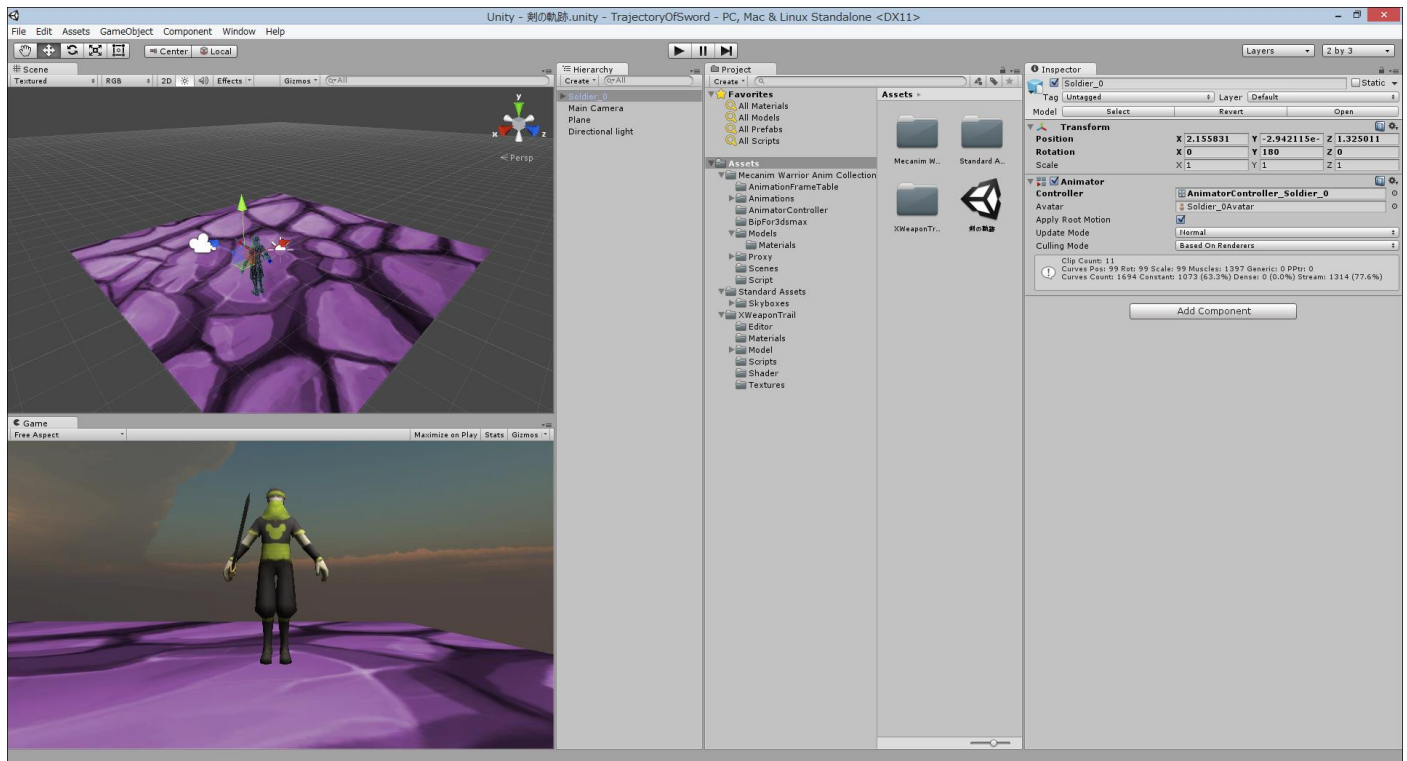 Unity - 剣の軌跡.unity - TrajectoryOfSword - PC, Mac & Linux Standalone <DX11>
File Edit Assets GameObject Component Window Help
Center Local
Layers 2 by 3
Scene
Textured RGB 2D Effects Gizmos All
y
x z
Persp
Game
Free Aspect Maximize on Play Stats Gizmos
Hierarchy
Create All
Soldier_0
Main Camera
Plane
Directional light
Project
Create
Favorites
All Materials
All Models
All Prefabs
All Scripts
Assets
Mecanim Warrior Anim Collection
AnimationFrameTable
Animations
AnimatorController
BipFor3dsmax
Models
Materials
Proxy
Scenes
Script
Standard Assets
Skyboxes
XWeaponTrail
Editor
Materials
Model
Scripts
Shader
Textures
Assets
Mecanim W... Standard A...
XWeaponTr... 剣の軌跡
Inspector
Soldier_0 Static
Tag Untagged Layer Default
Model Select Revert Open
Transform
Position X 2.155831 Y -2.942115e- Z 1.325011
Rotation X 0 Y 180 Z 0
Scale X 1 Y 1 Z 1
Animator
Controller AnimatorController_Soldier_0
Avatar Soldier_0Avatar
Apply Root Motion
Update Mode Normal
Culling Mode Based On Renderers
Clip Count: 11
Curves Pos: 99 Rot: 99 Scale: 99 Muscles: 1397 Generic: 0 PPtr: 0
Curves Count: 1694 Constant: 1073 (63.3%) Dense: 0 (0.0%) Stream: 1314 (77.6%)
Add Component